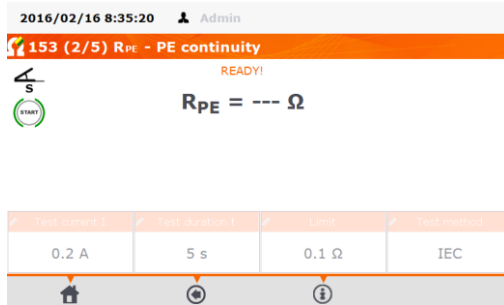 2016/02/16 8:35:20 Admin
153 (2/5) RPE - PE continuity
READY!
S
START
RPE = --- Ω
Test current I Test duration t Limit Test method
0.2 A 5 s 0.1 Ω IEC